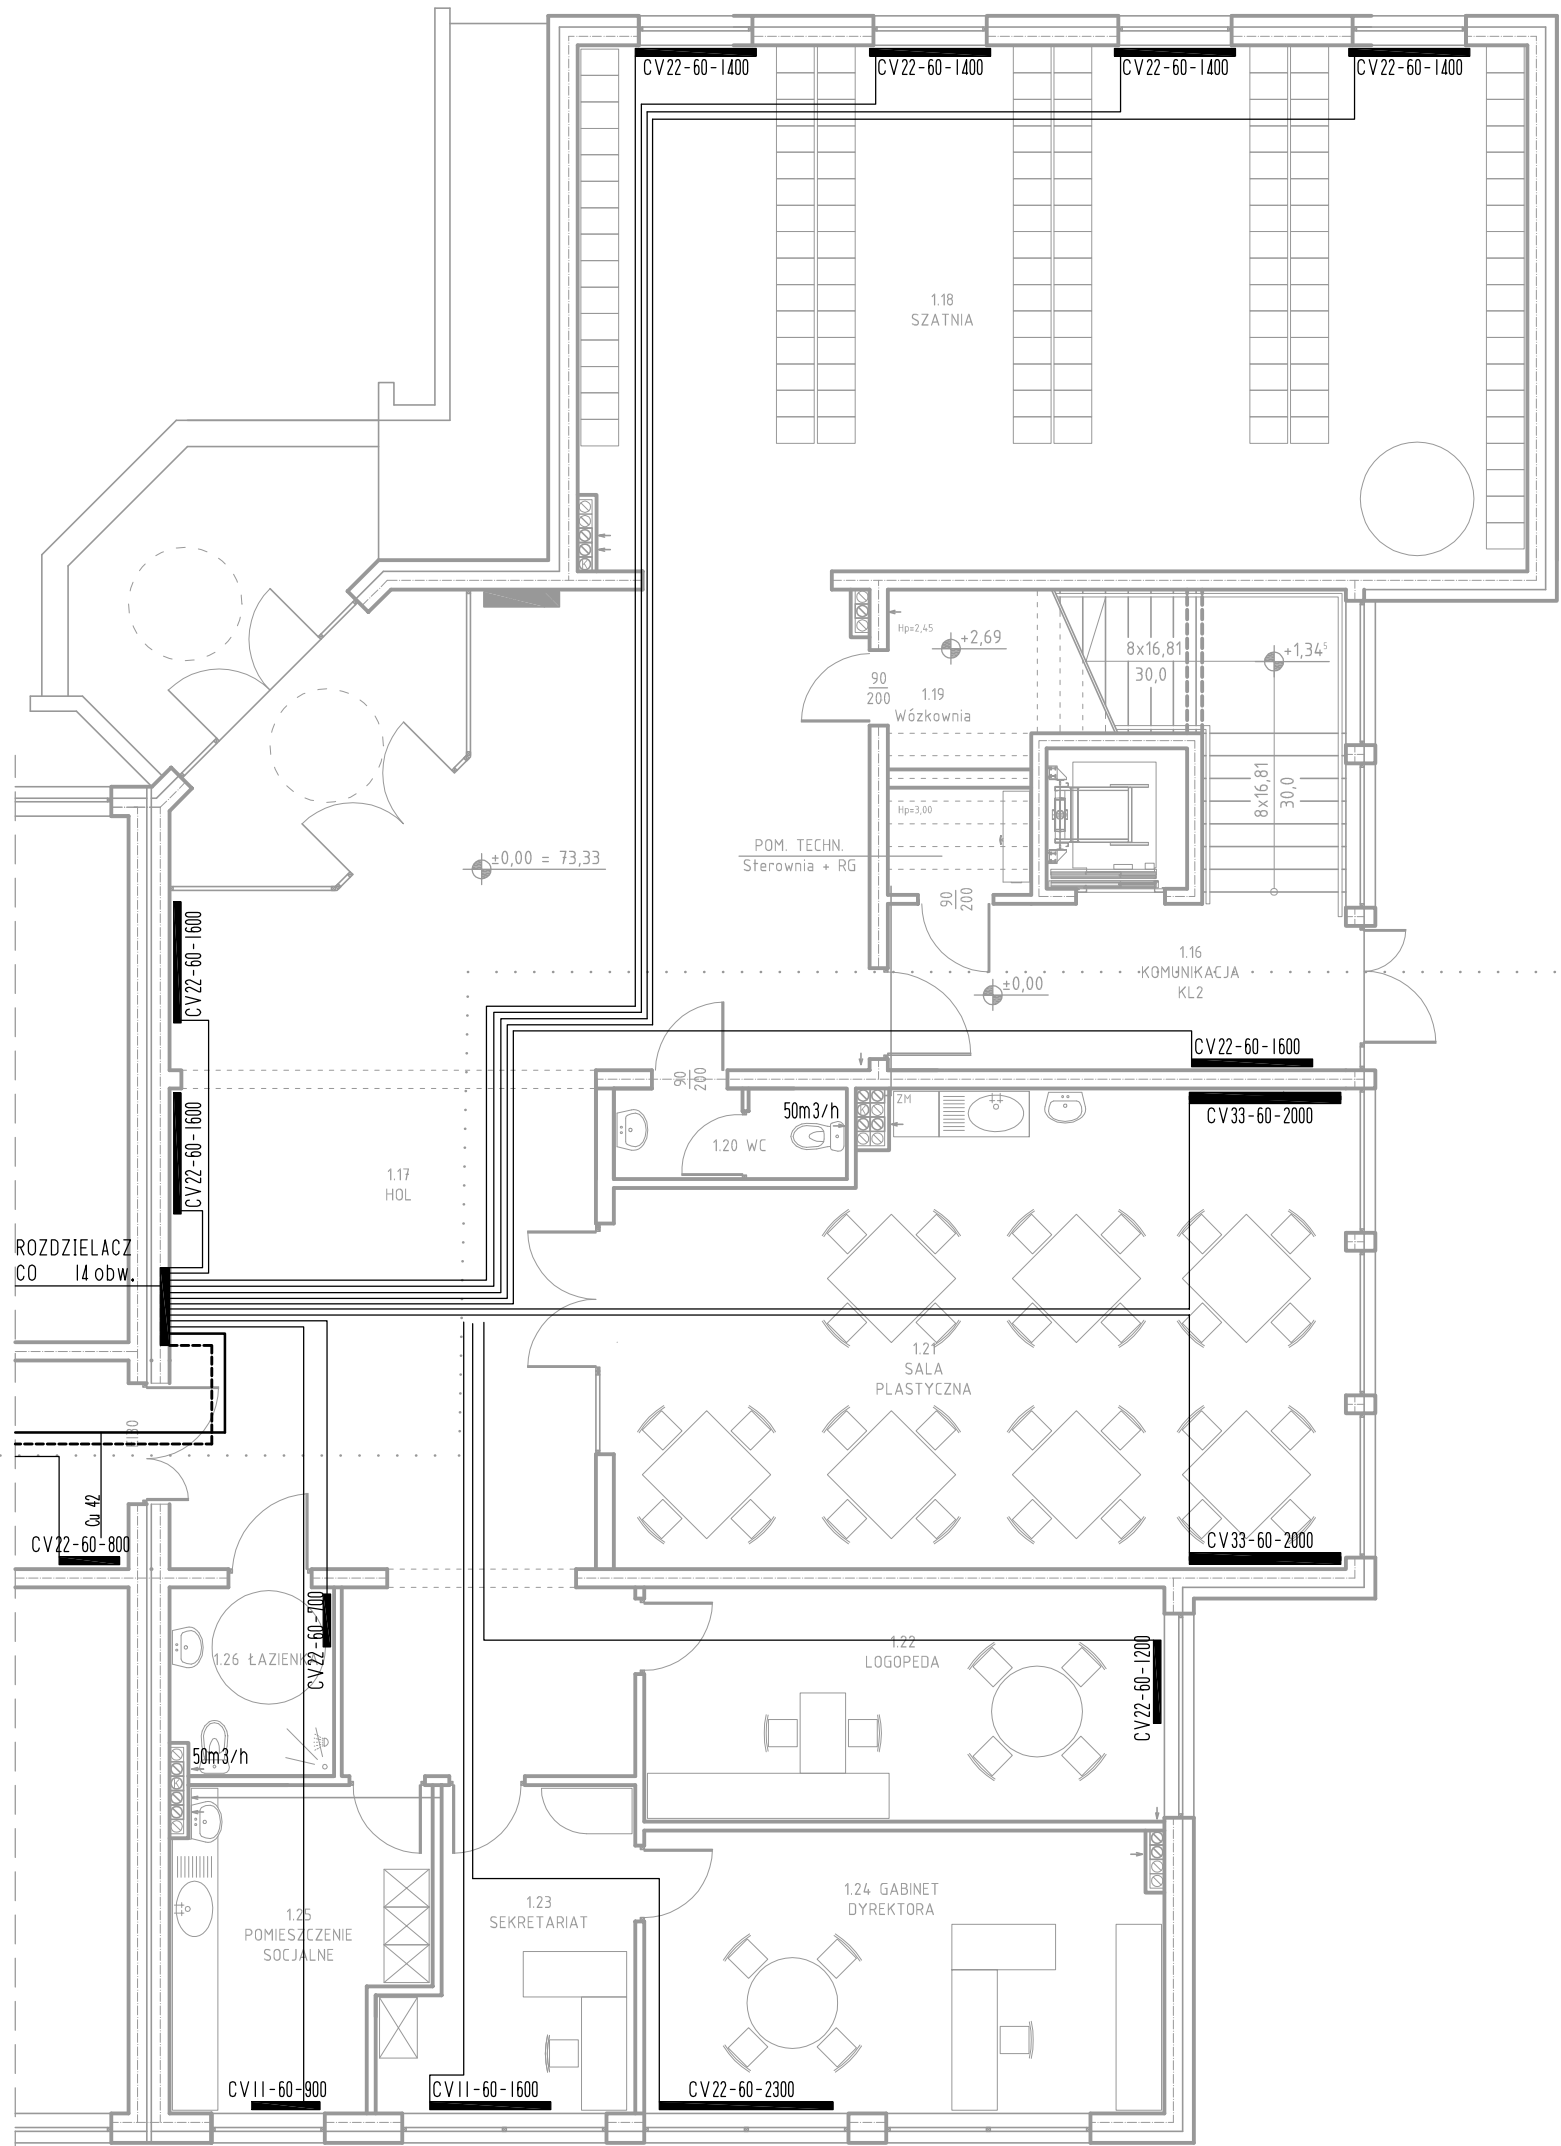 CV22-60-1400
CV22-60-1400
CV22-60-1400
CV22-60-1400
1.18
SZATNIA
Hp=2,45
+2,69
8x16,81
30,0
+1,34⁵
90
200
1.19
Wózkownia
8x16,81
30,0
Hp=3,00
POM. TECHN.
Sterownia + RG
±0,00 = 73,33
90
200
CV22-60-1600
1.16
KOMUNIKACJA
KL2
±0,00
CV22-60-1600
90
200
ZM
CV22-60-1600
50m3/h
CV33-60-2000
1.20 WC
1.17
HOL
ROZDZIELACZ
CO 14 obw.
1.21
SALA
PLASTYCZNA
Cu 42
CV22-60-800
CV33-60-2000
CV22-60-700
1.26 ŁAZIENK
1.22
LOGOPEDA
CV22-60-1200
50m3/h
1.24 GABINET
DYREKTORA
1.23
SEKRETARIAT
1.25
POMIESZCZENIE
SOCJALNE
CV11-60-900
CV11-60-1600
CV22-60-2300